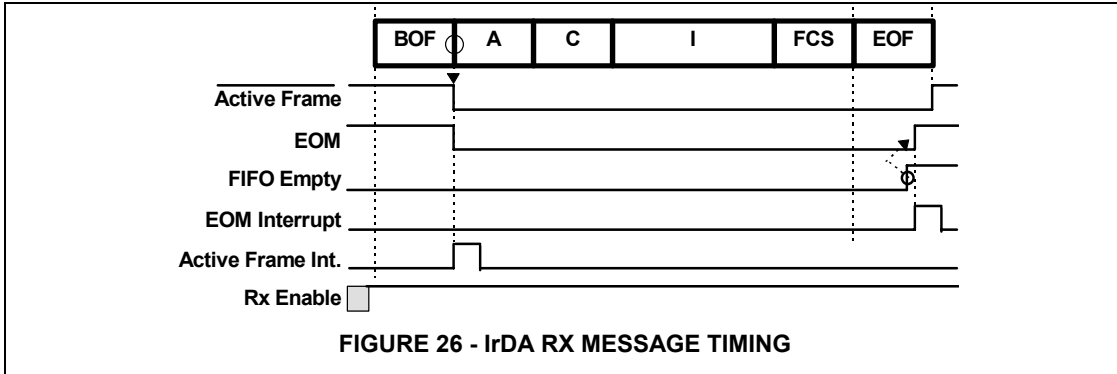 BOF A C I FCS EOF
Active Frame
EOM
FIFO Empty
EOM Interrupt
Active Frame Int.
Rx Enable
FIGURE 26 - IrDA RX MESSAGE TIMING